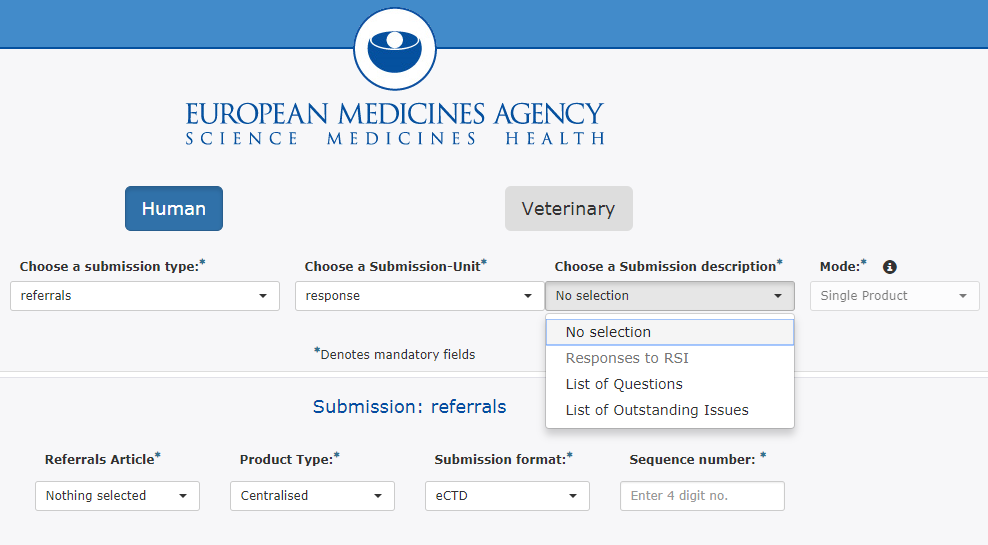 EUROPEAN MEDICINES AGENCY
SCIENCE MEDICINES HEALTH
Human
Veterinary
Choose a submission type:* Choose a Submission-Unit* Choose a Submission description* Mode:*
referrals response No selection Single Product
No selection
Responses to RSI
List of Questions
List of Outstanding Issues
*Denotes mandatory fields
Submission: referrals
Referrals Article* Product Type:* Submission format:* Sequence number: *
Nothing selected Centralised eCTD Enter 4 digit no.